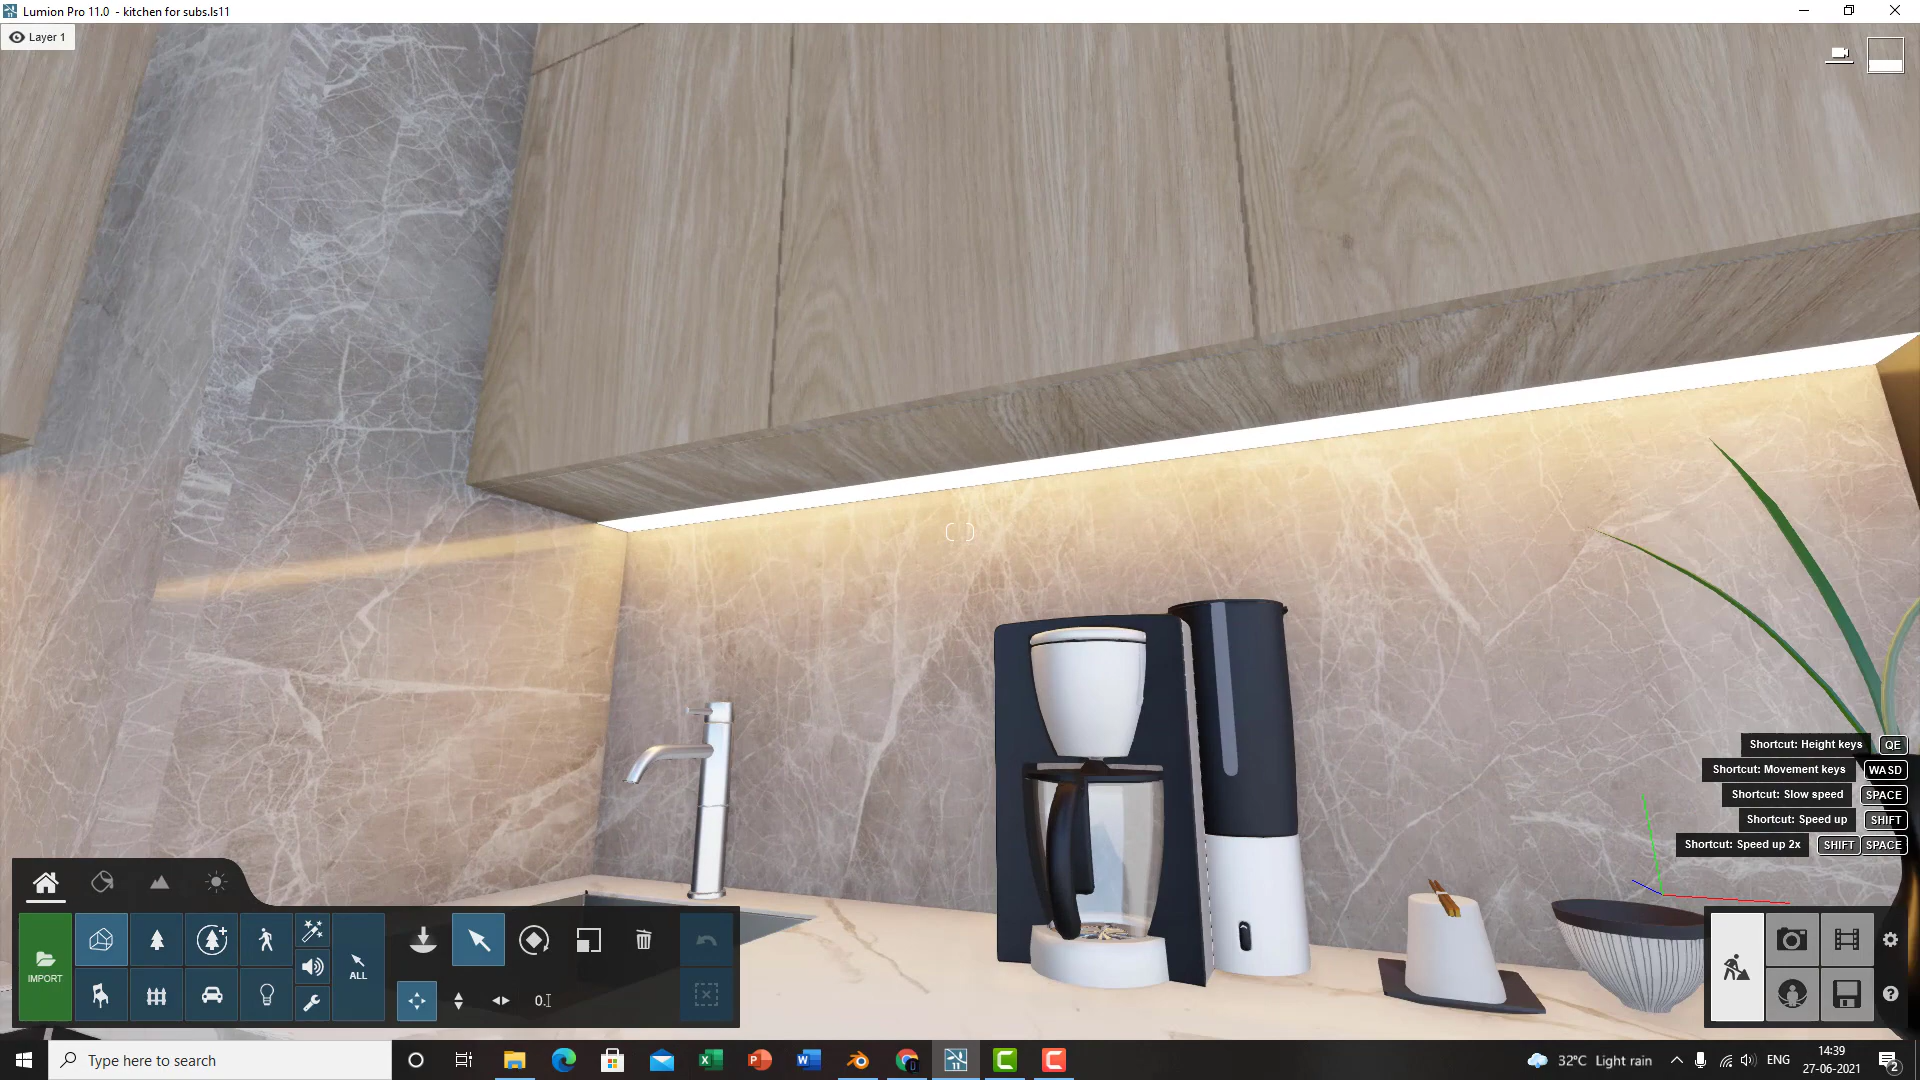 Lumion Pro 11.0 - kitchen for subs.ls11
Layer 1
Shortcut: Height keys QE
Shortcut: Movement keys WASD
Shortcut: Slow speed SPACE
Shortcut: Speed up SHIFT
Shortcut: Speed up 2x SHIFT SPACE
IMPORT
ALL
0.
?
Type here to search
11
32°C Light rain
ENG
14:39
27-06-2021
2